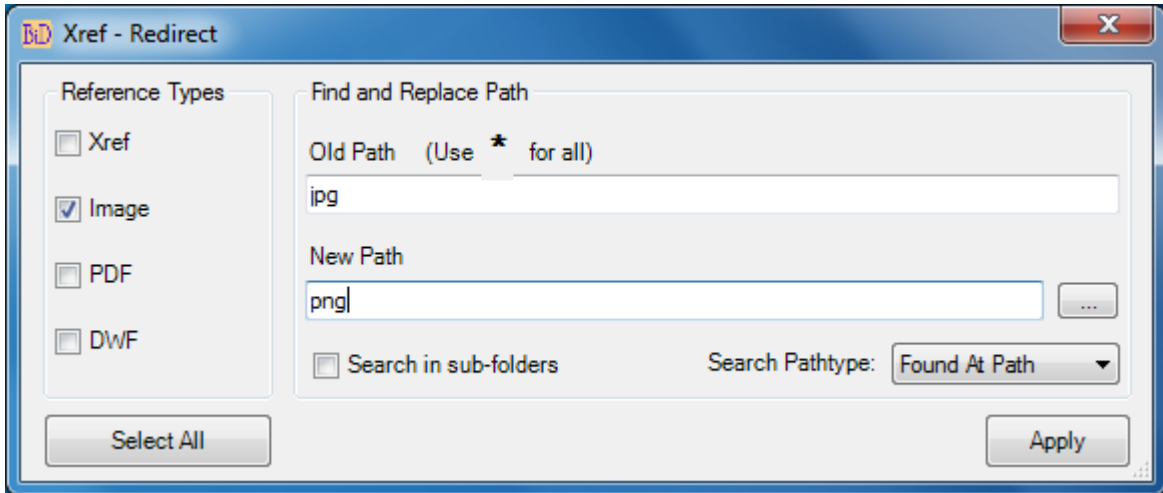 BiD Xref - Redirect
Reference Types
Xref
Image
PDF
DWF
Select All
Find and Replace Path
Old Path (Use * for all)
jpg
New Path
png
...
Search in sub-folders
Search Pathtype: Found At Path
Apply